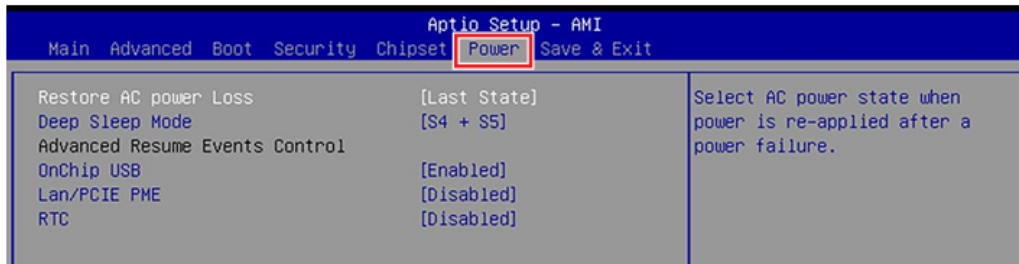 Aptio Setup - AMI
Main Advanced Boot Security Chipset Power Save & Exit
Restore AC power Loss [Last State]
Deep Sleep Mode [S4 + S5]
Advanced Resume Events Control
OnChip USB [Enabled]
Lan/PCIE PME [Disabled]
RTC [Disabled]
Select AC power state when
power is re-applied after a
power failure.